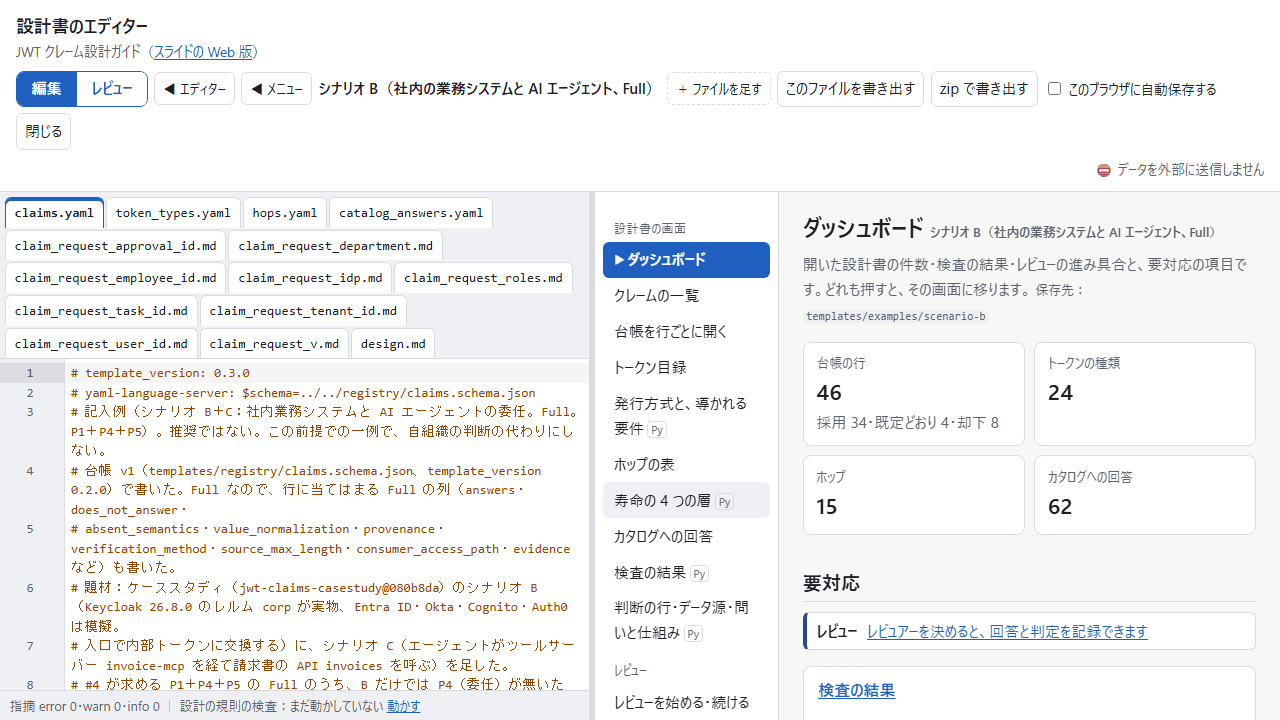 設計書のエディター
JWT クレーム設計ガイド（スライドの Web 版）
編集 レビュー ◀ エディター ◀ メニュー シナリオ B（社内の業務システムと AI エージェント、Full） ＋ ファイルを足す このファイルを書き出す zip で書き出す このブラウザに自動保存する
閉じる
データを外部に送信しません
claims.yaml token_types.yaml hops.yaml catalog_answers.yaml
claim_request_approval_id.md claim_request_department.md
claim_request_employee_id.md claim_request_idp.md claim_request_roles.md
claim_request_task_id.md claim_request_tenant_id.md
claim_request_user_id.md claim_request_v.md design.md
1 # template_version: 0.3.0
2 # yaml-language-server: $schema=../../registry/claims.schema.json
3 # 記入例（シナリオ B＋C：社内業務システムと AI エージェントの委任。Full。
P1＋P4＋P5）。推奨ではない。この前提での一例で、自組織の判断の代わりにし
ない。
4 # 台帳 v1（templates/registry/claims.schema.json、template_version
0.2.0）で書いた。Full なので、行に当てはまる Full の列（answers・
does_not_answer・
5 # absent_semantics・value_normalization・provenance・
verification_method・source_max_length・consumer_access_path・evidence
など）も書いた。
6 # 題材：ケーススタディ（jwt-claims-casestudy@080b8da）のシナリオ B
（Keycloak 26.8.0 のレルム corp が実物、Entra ID・Okta・Cognito・Auth0
は模擬。
7 # 入口で内部トークンに交換する）に、シナリオ C（エージェントがツールサー
バー invoice-mcp を経て請求書の API invoices を呼ぶ）を足した。
8 # #4 が求める P1＋P4＋P5 の Full のうち、B だけでは P4（委任）が無いた
指摘 error 0・warn 0・info 0 ｜ 設計の規則の検査：まだ動かしていない 動かす
設計書の画面
▶ ダッシュボード
クレームの一覧
台帳を行ごとに開く
トークン目録
発行方式と、導かれる
要件 Py
ホップの表
寿命の 4 つの層 Py
カタログへの回答
検査の結果 Py
判断の行・データ源・問
いと仕組み Py
レビュー
レビューを始める・続ける
ダッシュボード シナリオ B（社内の業務システムと AI エージェント、Full）
開いた設計書の件数・検査の結果・レビューの進み具合と、要対応の項目で
す。どれも押すと、その画面に移ります。 保存先：
templates/examples/scenario-b
台帳の行
46
採用 34・既定どおり 4・却下 8
トークンの種類
24
ホップ
15
カタログへの回答
62
要対応
レビュー レビュアーを決めると、回答と判定を記録できます
検査の結果